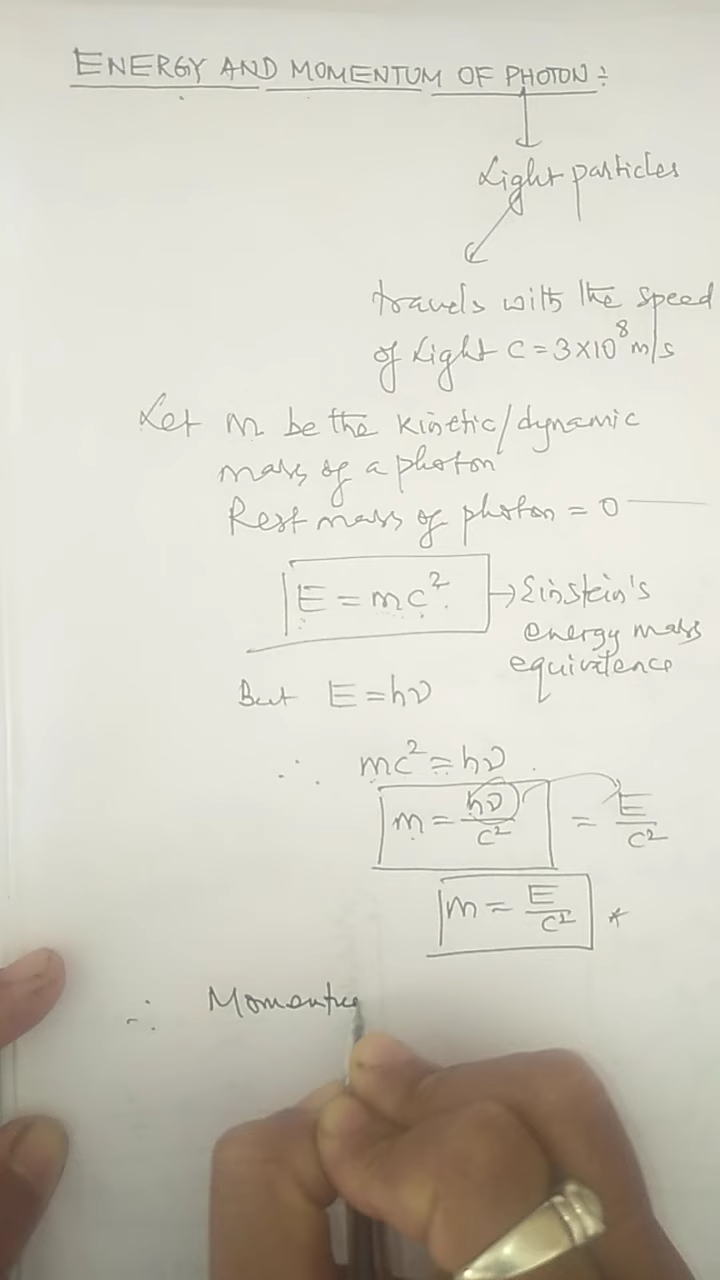 ENERGY AND MOMENTUM OF PHOTON :
Light particles
travels with the speed
of Light C = 3×10⁸ m/s
Let m be the kinetic/dynamic
mass of a photon
Rest mass of photon = 0
E = mc² → Einstein's
energy mass
equivalence
But E = hν
∴ mc² = hν
m = hν/c² = E/c²
m = E/c² *
∴ Momentu